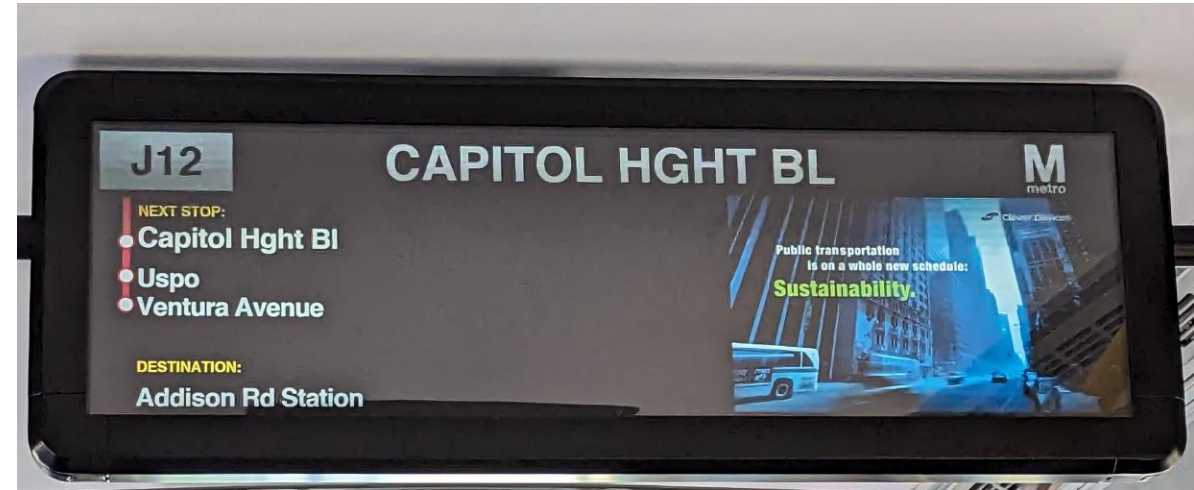 J12
CAPITOL HGHT BL
M
metro
NEXT STOP:
Capitol Hght Bl
Uspo
Ventura Avenue
DESTINATION:
Addison Rd Station
Clever Devices
Public transportation
is on a whole new schedule:
Sustainability.